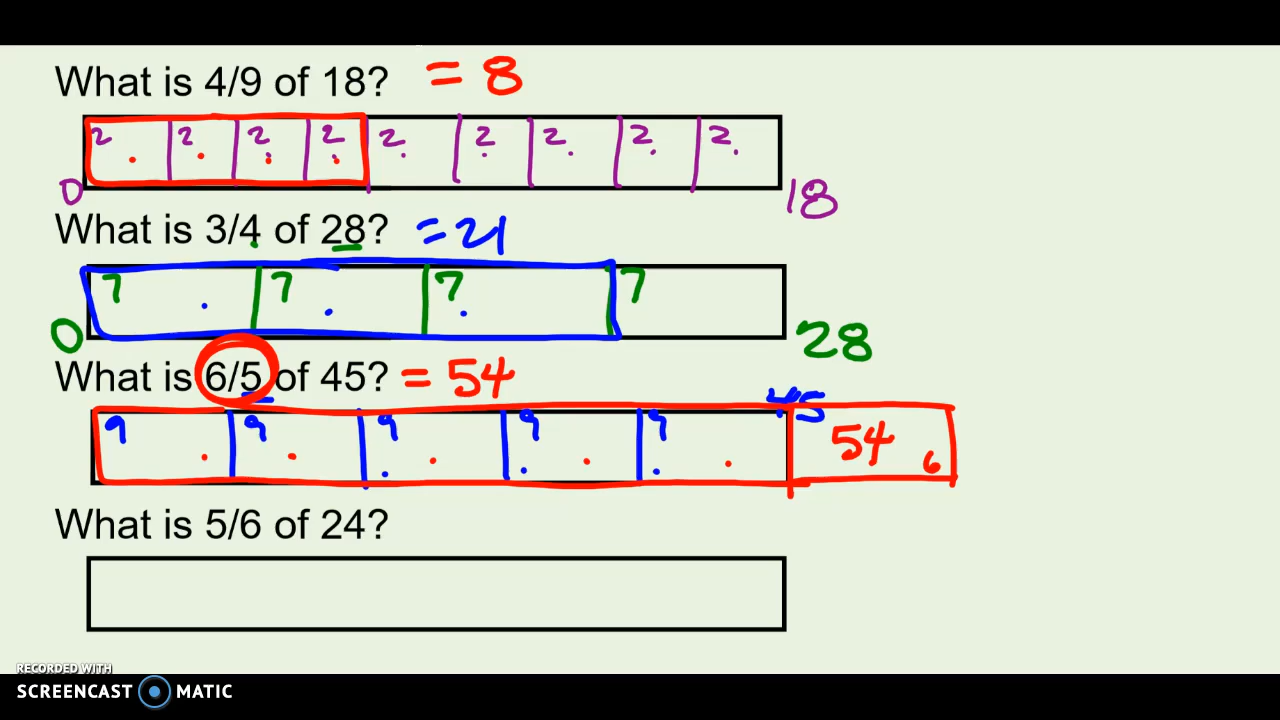 What is 4/9 of 18? = 8
2 2 2 2 2 2 2 2 2
0 18
What is 3/4 of 28? = 21
7 7 7 7
0 28
What is 6/5 of 45? = 54
45
9 9 9 9 9 54 6
What is 5/6 of 24?
RECORDED WITH
SCREENCAST MATIC